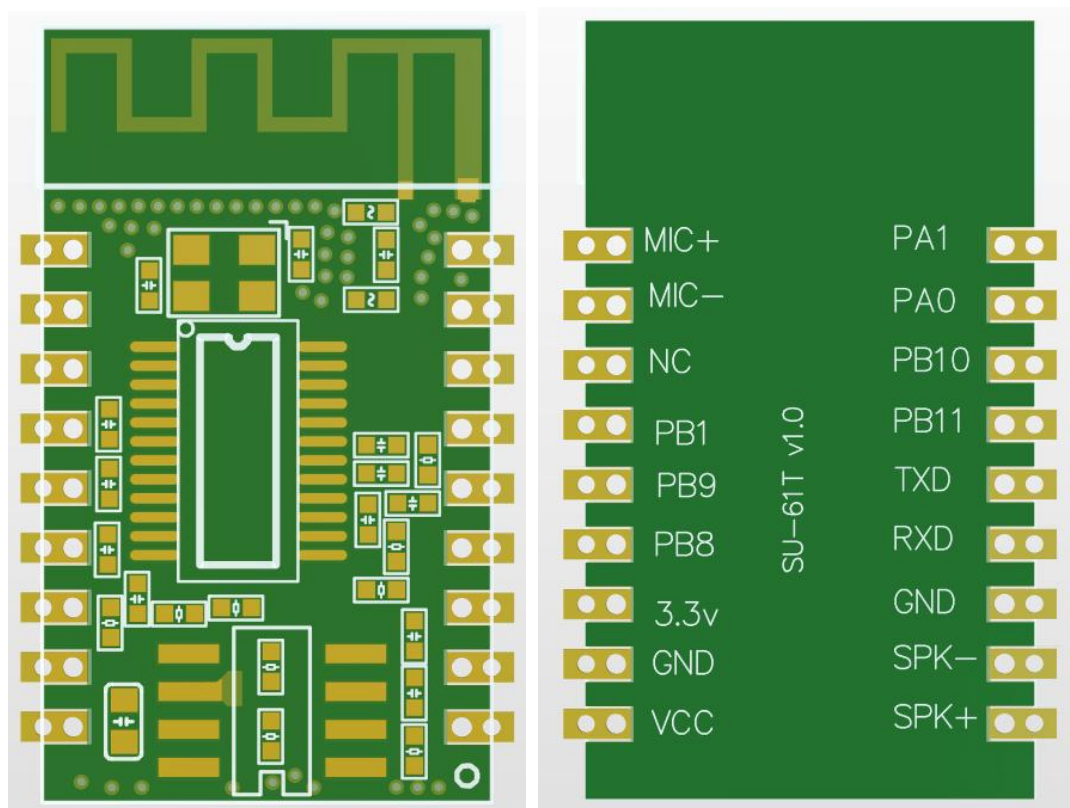 MIC+ PA1
MIC- PA0
NC PB10
PB1 PB11
PB9 TXD
PB8 RXD
3.3v GND
GND SPK-
VCC SPK+
SU-61T v1.0